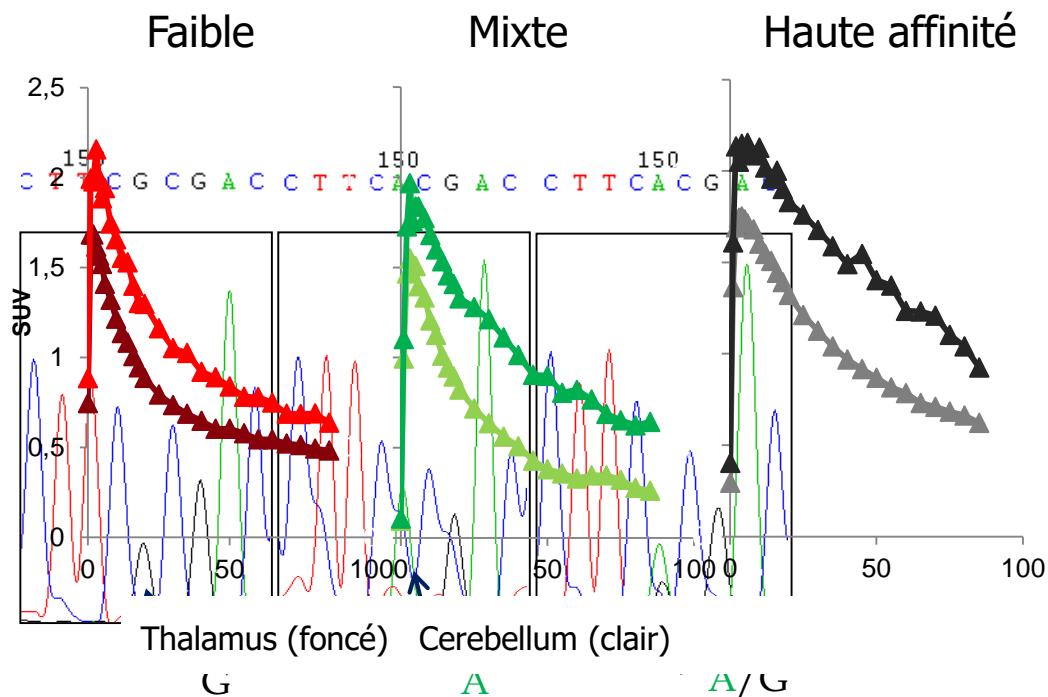 Faible Mixte Haute affinité
2,5
150 150 150
2
C T T C G C G A C C T T C A C G A C C T T C A C G A C
1,5
SUV
1
0,5
0
0 50 100 0 50 100 0 50 100
Thalamus (foncé) Cerebellum (clair)
G A A/G